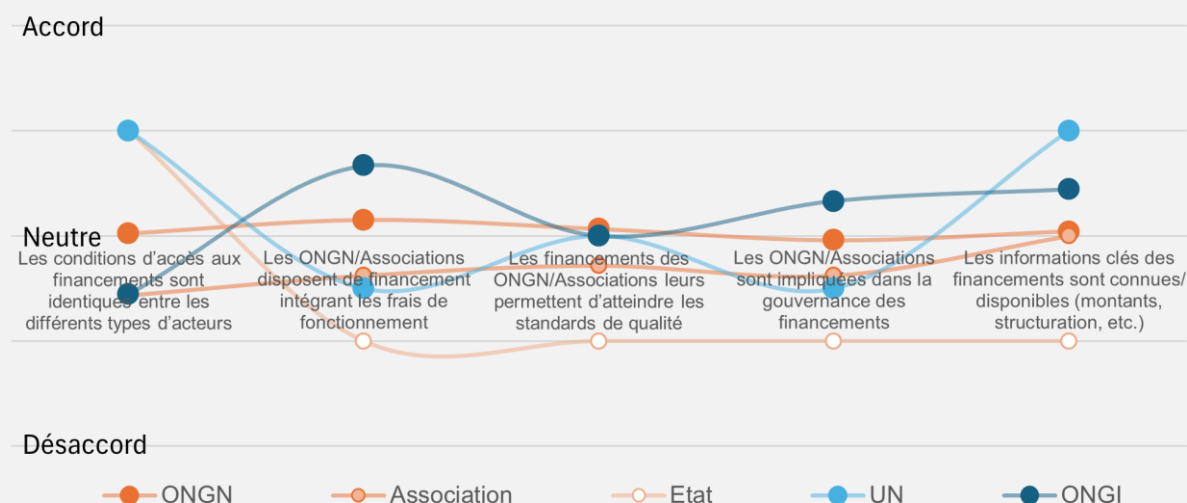 Accord
Neutre
Les conditions d'accès aux
financements sont
identiques entre les
différents types d'acteurs
Les ONGN/Associations
disposent de financement
intégrant les frais de
fonctionnement
Les financements des
ONGN/Associations leurs
permettent d'atteindre les
standards de qualité
Les ONGN/Associations
sont impliquées dans la
gouvernance des
financements
Les informations clés des
financements sont connues/
disponibles (montants,
structuration, etc.)
Désaccord
ONGN
Association
Etat
UN
ONGI